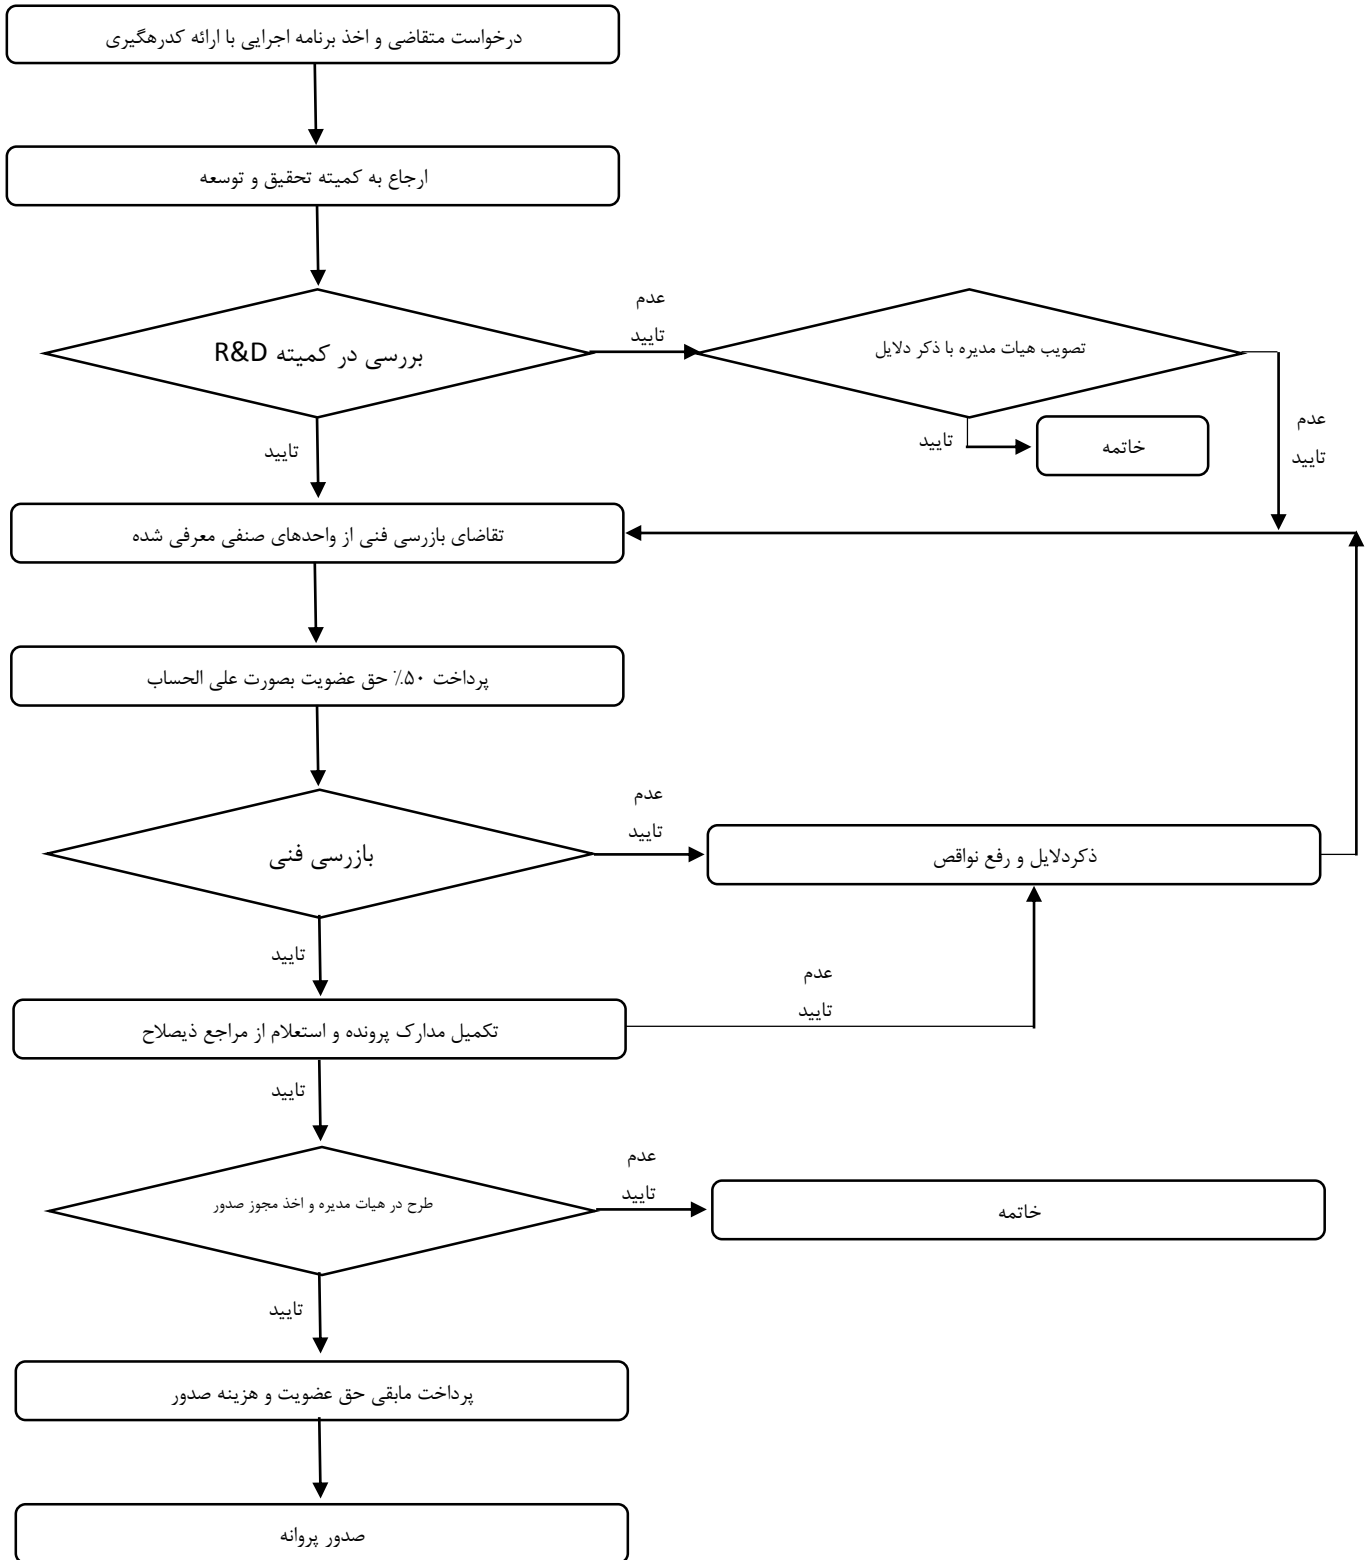 درخواست متقاضی و اخذ برنامه اجرایی با ارائه کدرهگیری
ارجاع به کمیته تحقیق و توسعه
بررسی در کمیته R&D
عدم
تایید
تصویب هیات مدیره با ذکر دلایل
تایید
خاتمه
عدم
تایید
تایید
تقاضای بازرسی فنی از واحدهای صنفی معرفی شده
پرداخت ۵۰٪ حق عضویت بصورت علی الحساب
بازرسی فنی
عدم
تایید
ذکردلایل و رفع نواقص
تایید
تکمیل مدارک پرونده و استعلام از مراجع ذیصلاح
عدم
تایید
تایید
طرح در هیات مدیره و اخذ مجوز صدور
عدم
تایید
خاتمه
تایید
پرداخت مابقی حق عضویت و هزینه صدور
صدور پروانه